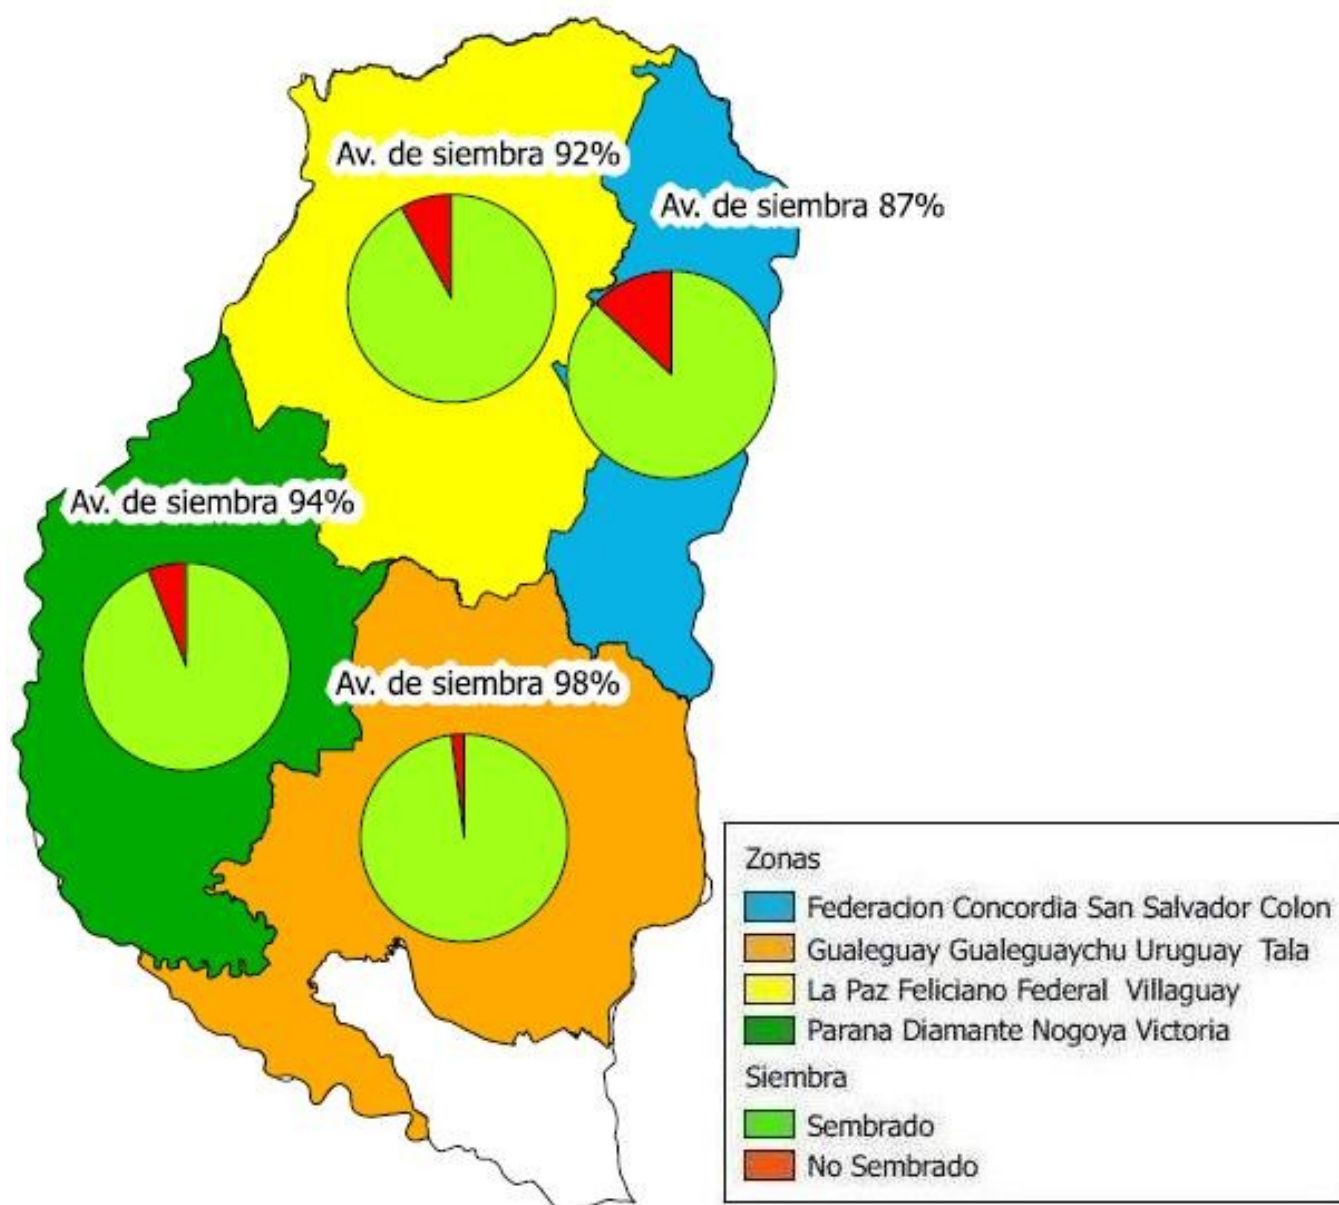 Av. de siembra 92%
Av. de siembra 87%
Av. de siembra 94%
Av. de siembra 98%
Zonas
Federacion Concordia San Salvador Colon
Gualeguay Gualeguaychu Uruguay Tala
La Paz Feliciano Federal Villaguay
Parana Diamante Nogoya Victoria
Siembra
Sembrado
No Sembrado